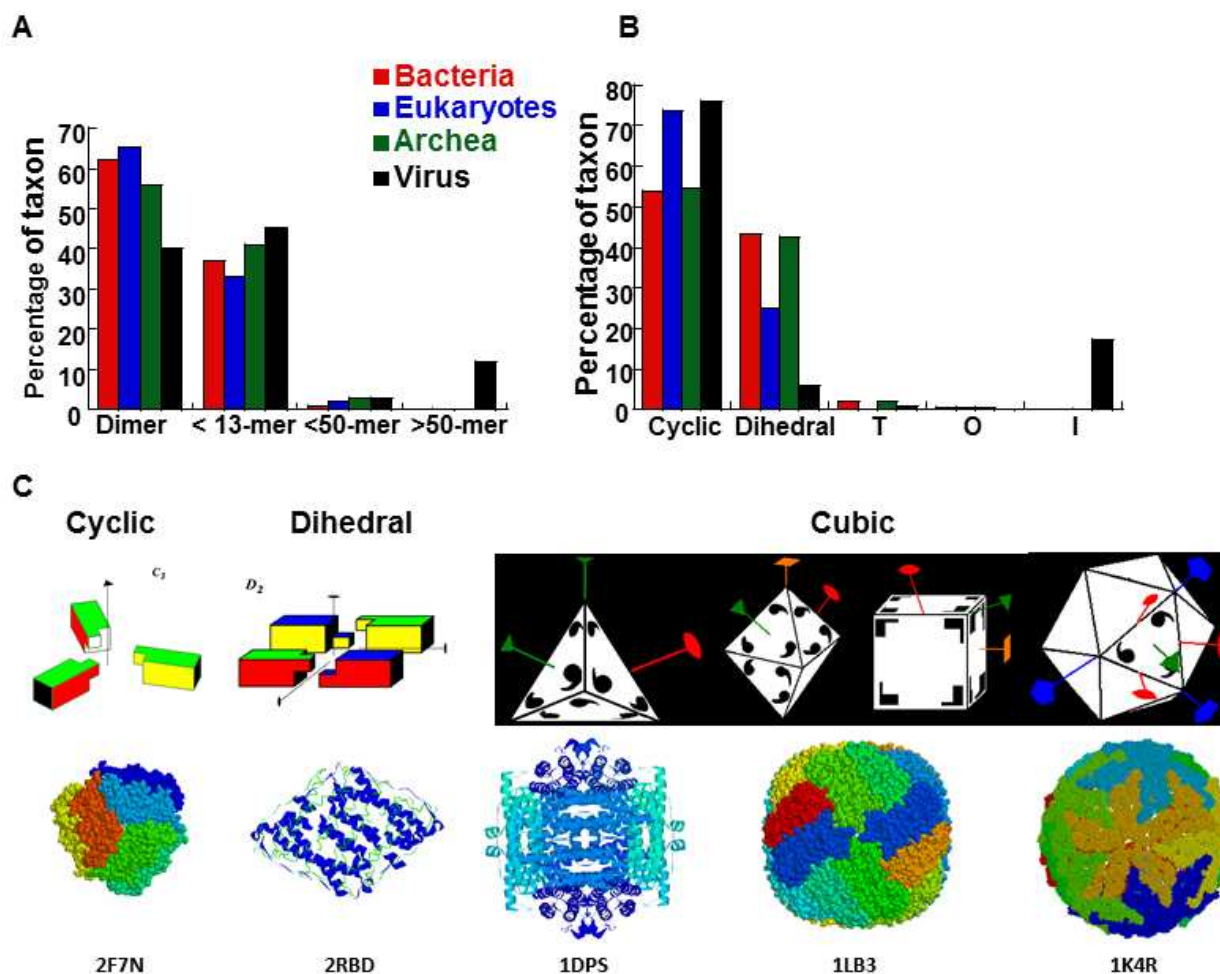 A
B
Bacteria
Eukaryotes
Archea
Virus
Percentage of taxon
70
60
50
40
30
20
10
0
Dimer < 13-mer <50-mer >50-mer
Percentage of taxon
80
70
60
50
40
30
20
10
0
Cyclic Dihedral T O I
C
Cyclic Dihedral Cubic
D2
2F7N 2RBD 1DPS 1LB3 1K4R